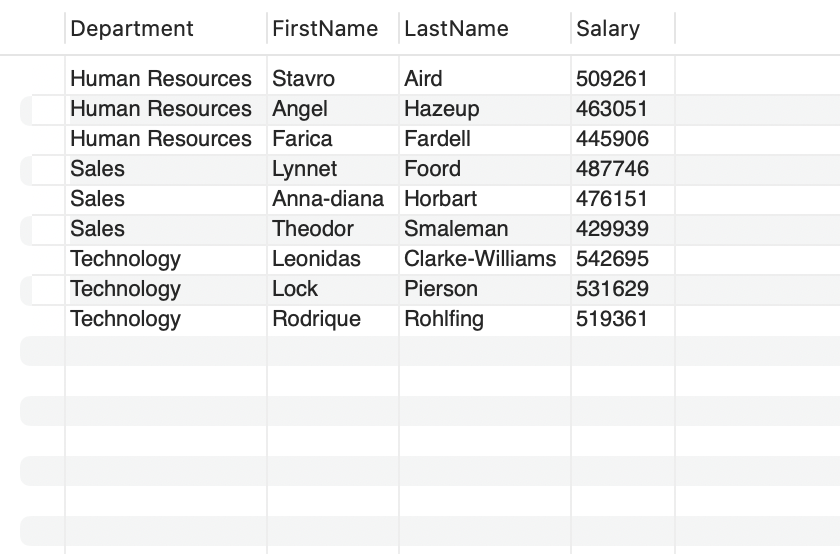 Department FirstName LastName Salary
Human Resources Stavro Aird 509261
Human Resources Angel Hazeup 463051
Human Resources Farica Fardell 445906
Sales Lynnet Foord 487746
Sales Anna-diana Horbart 476151
Sales Theodor Smaleman 429939
Technology Leonidas Clarke-Williams 542695
Technology Lock Pierson 531629
Technology Rodrique Rohlfing 519361